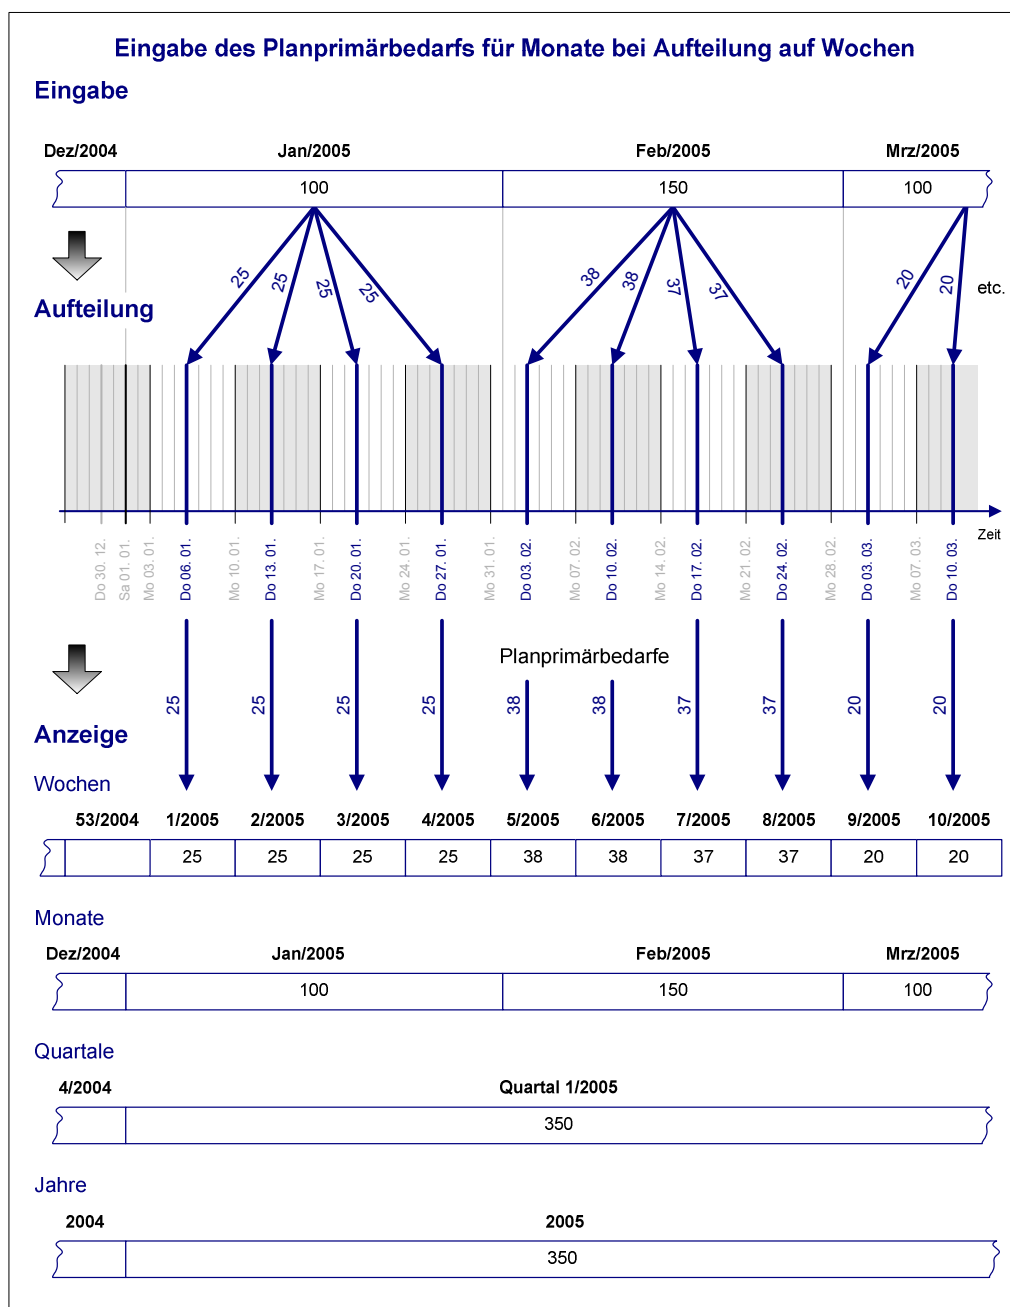 Eingabe des Planprimärbedarfs für Monate bei Aufteilung auf Wochen
Eingabe
Dez/2004 Jan/2005 Feb/2005 Mrz/2005
100 150 100
25 25 25 25 38 38 37 37 20 20 etc.
Aufteilung
Zeit
Do 30. 12. Sa 01. 01. Mo 03. 01. Do 06. 01. Mo 10. 01. Do 13. 01. Mo 17. 01. Do 20. 01. Mo 24. 01. Do 27. 01. Mo 31. 01. Do 03. 02. Mo 07. 02. Do 10. 02. Mo 14. 02. Do 17. 02. Mo 21. 02. Do 24. 02. Mo 28. 02. Do 03. 03. Mo 07. 03. Do 10. 03.
Planprimärbedarfe
25 25 25 25 38 38 37 37 20 20
Anzeige
Wochen
53/2004 1/2005 2/2005 3/2005 4/2005 5/2005 6/2005 7/2005 8/2005 9/2005 10/2005
25 25 25 25 38 38 37 37 20 20
Monate
Dez/2004 Jan/2005 Feb/2005 Mrz/2005
100 150 100
Quartale
4/2004 Quartal 1/2005
350
Jahre
2004 2005
350